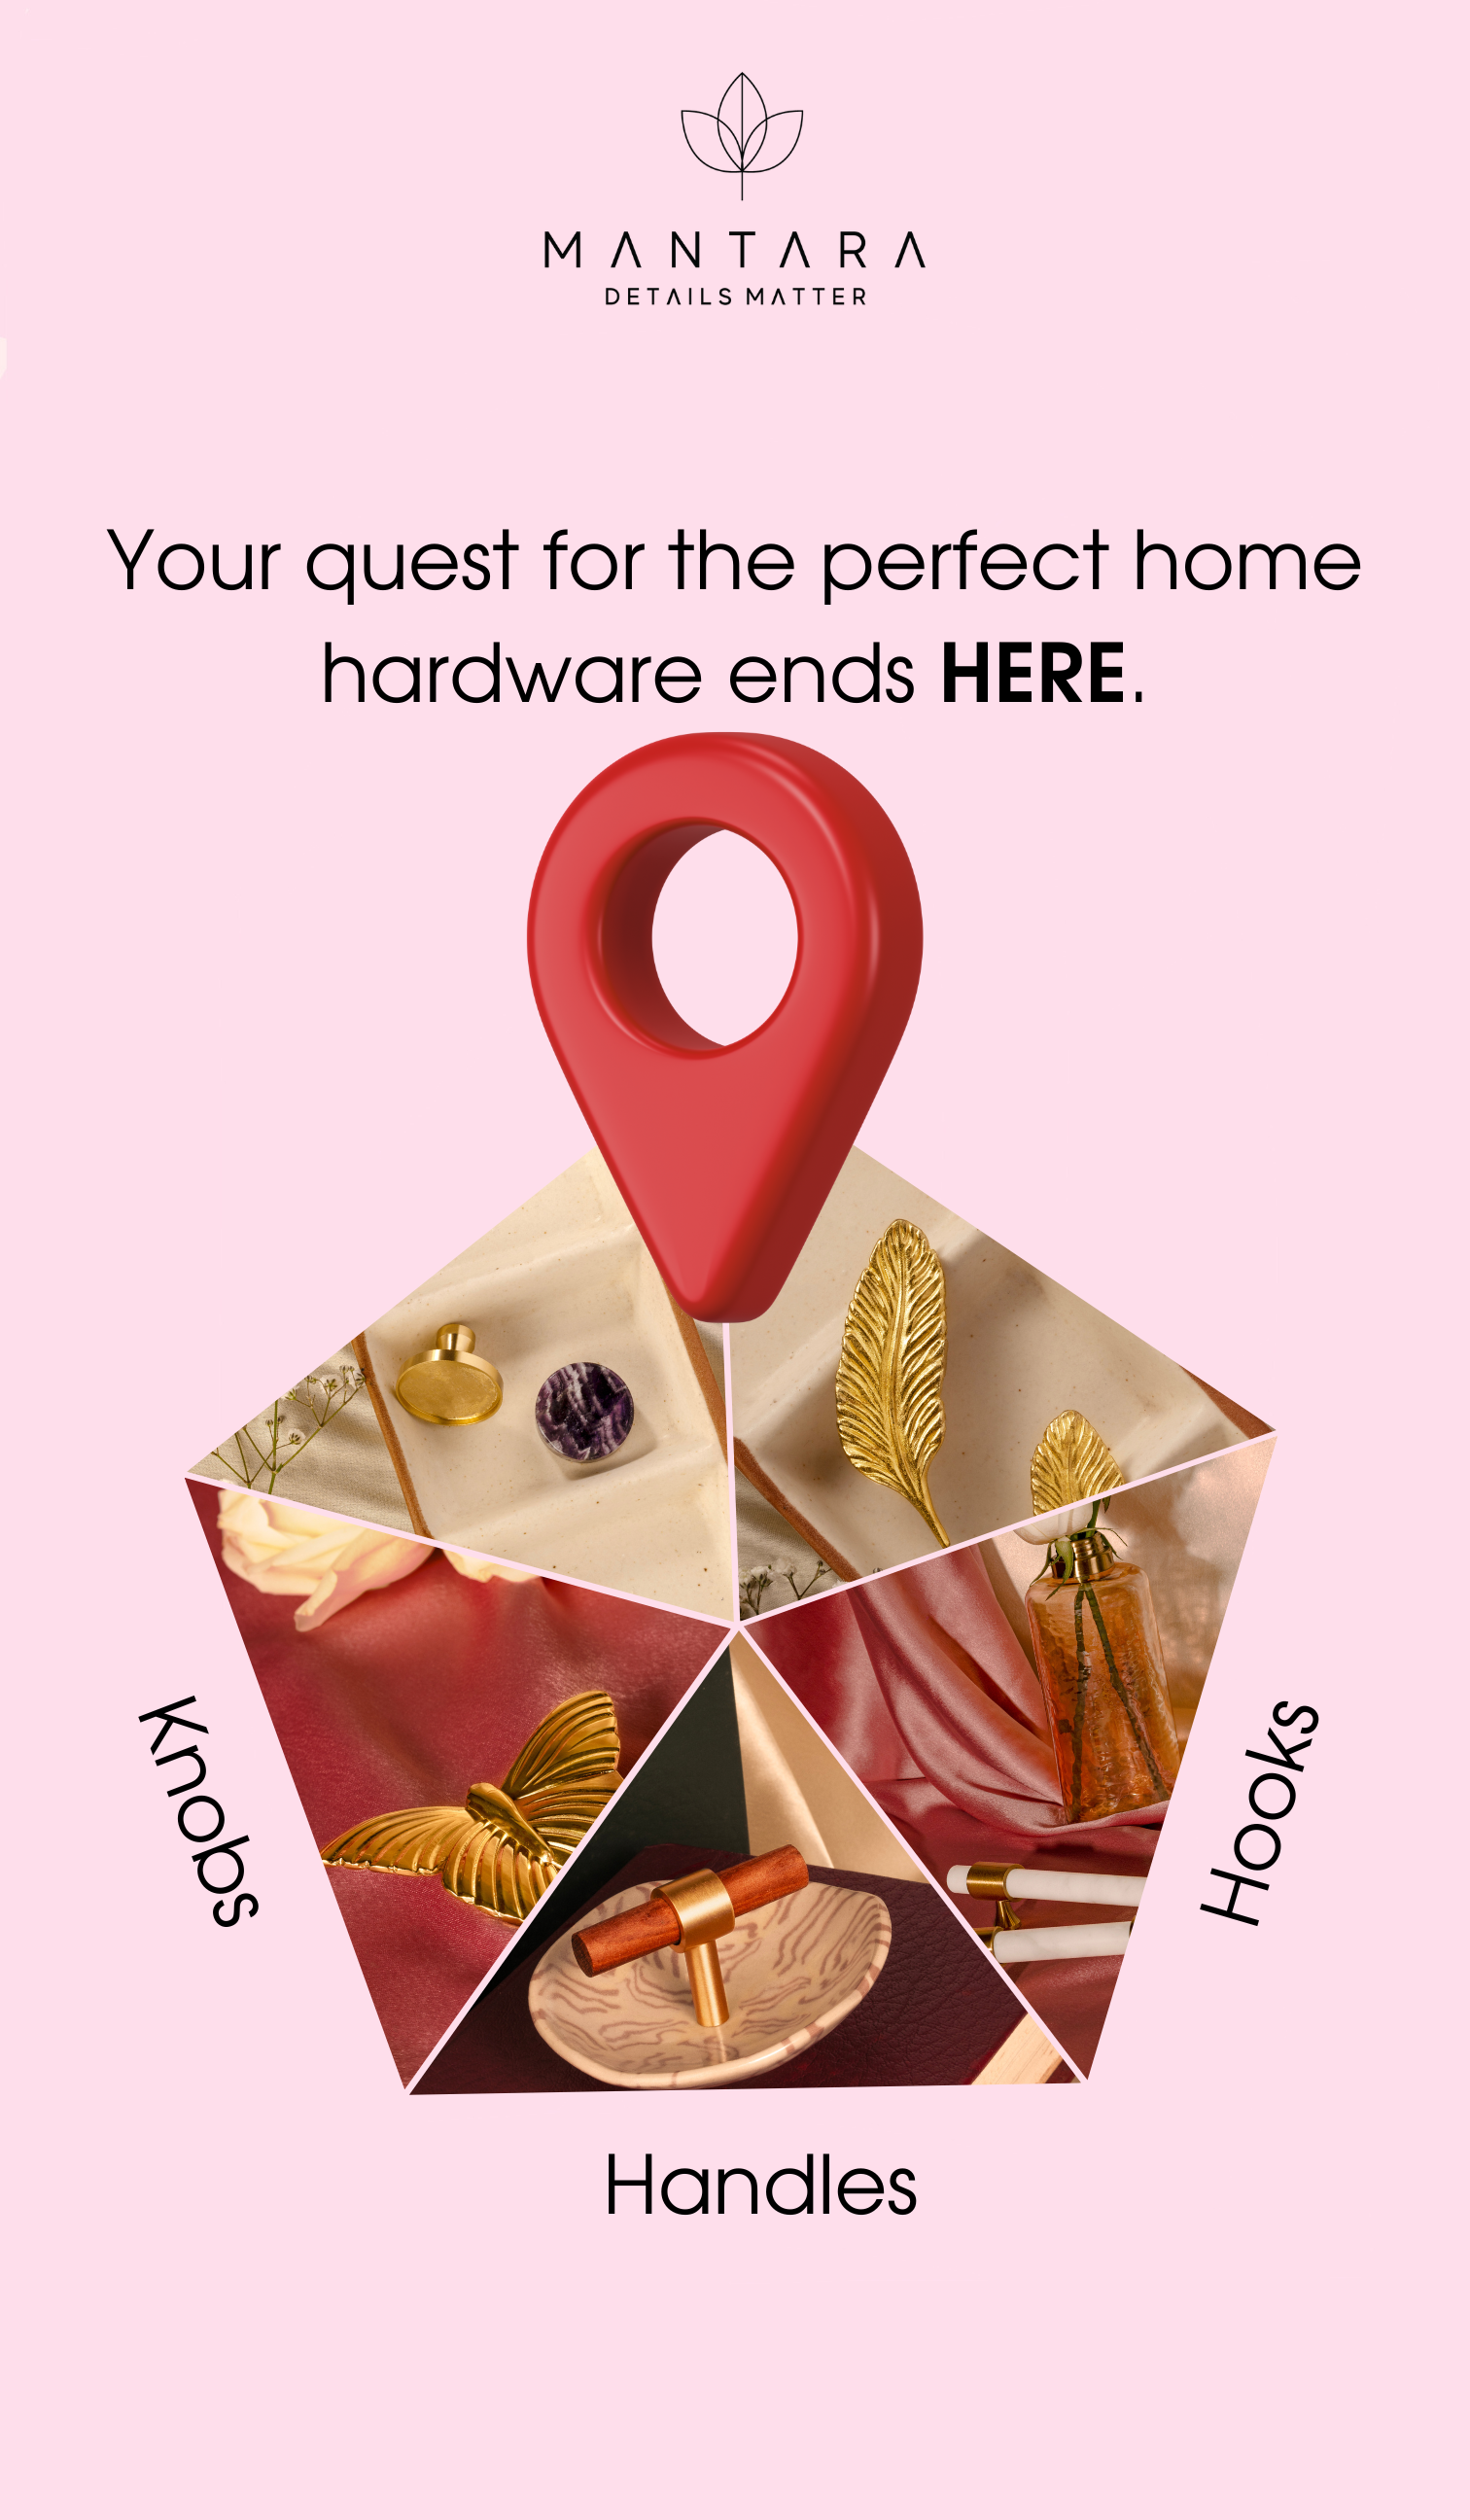 MANTARA
DETAILS MATTER
Your quest for the perfect home
hardware ends HERE.
Knobs
Hooks
Handles